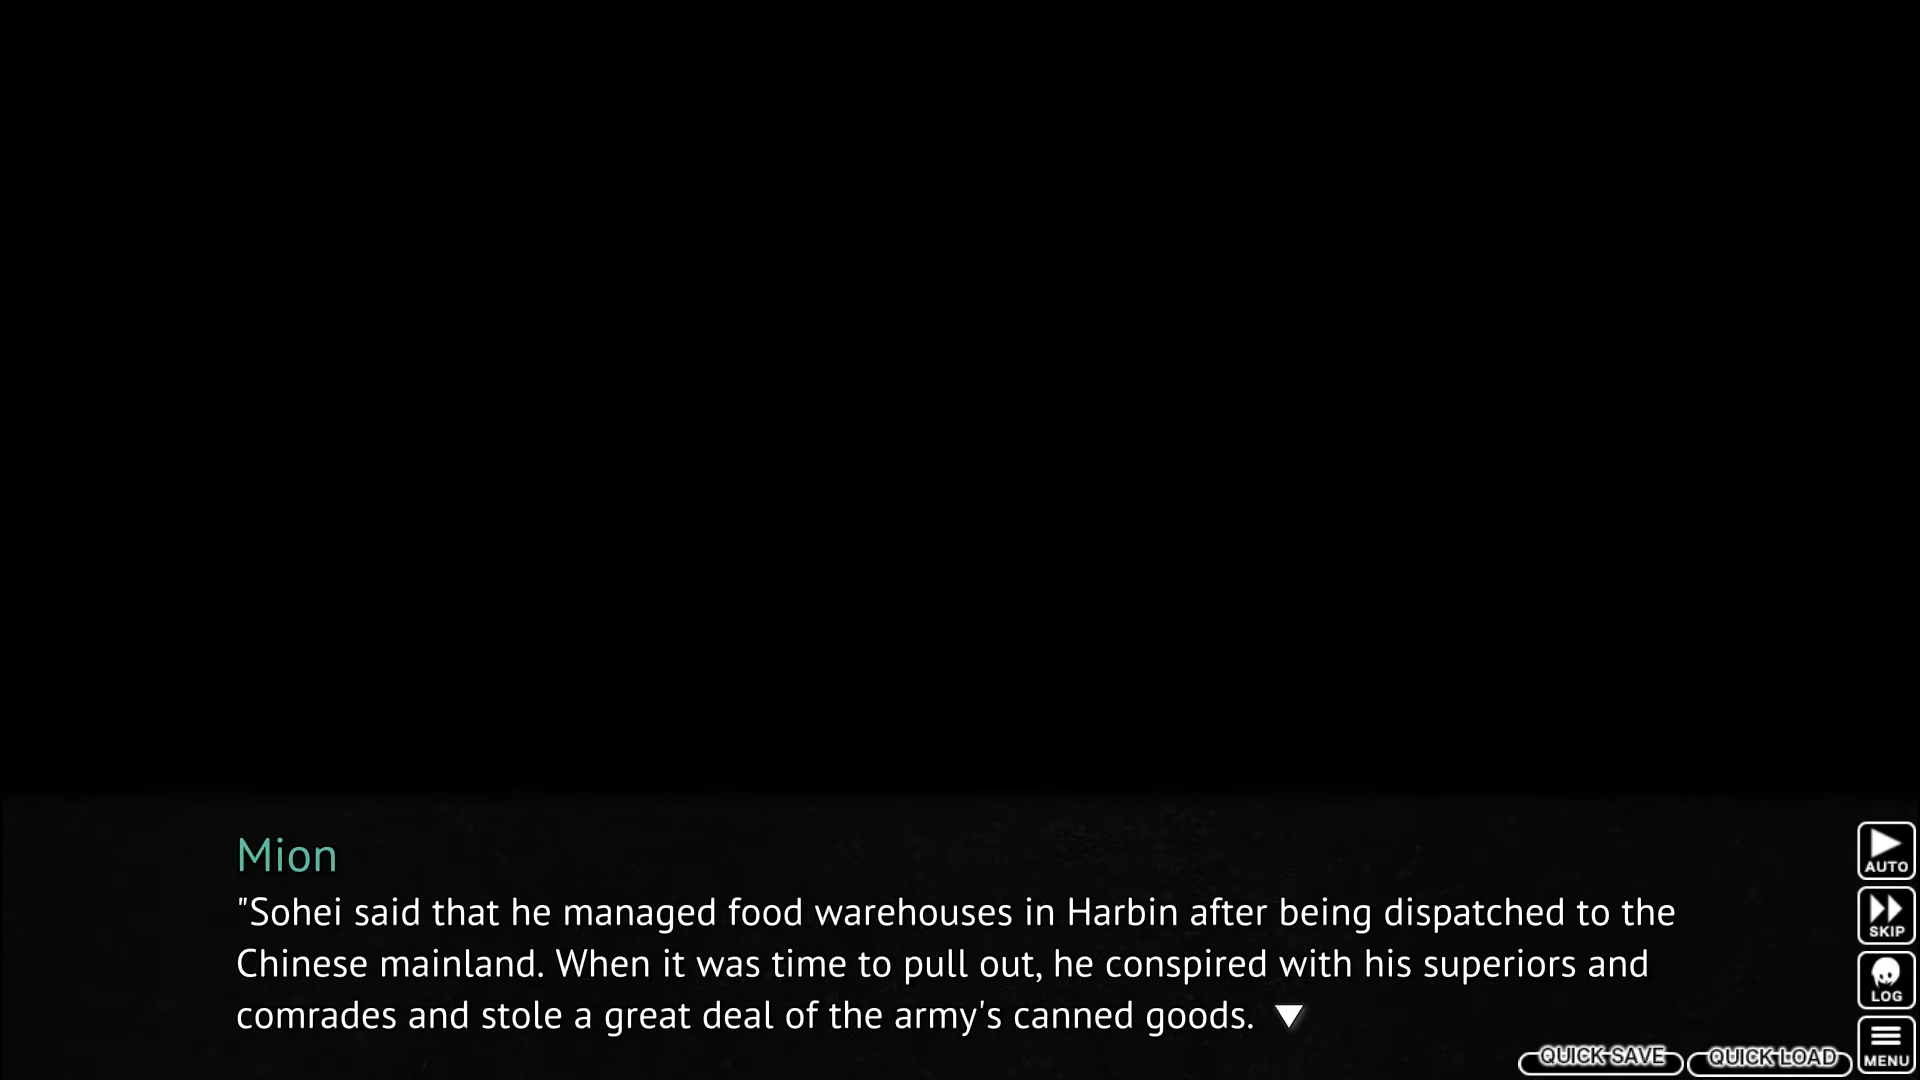 Mion
"Sohei said that he managed food warehouses in Harbin after being dispatched to the
Chinese mainland. When it was time to pull out, he conspired with his superiors and
comrades and stole a great deal of the army's canned goods.
AUTO
SKIP
LOG
MENU
QUICK SAVE
QUICK LOAD